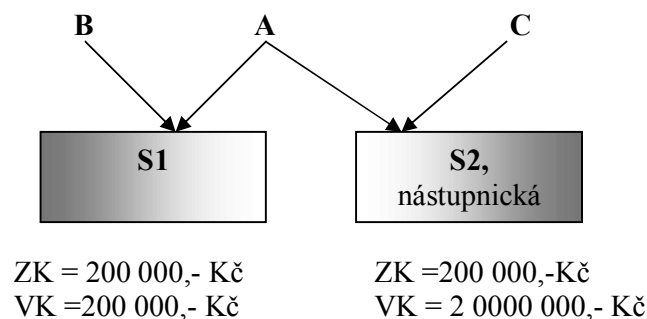 B A C
S1
S2,
nástupnická
ZK = 200 000,- Kč
VK =200 000,- Kč
ZK =200 000,-Kč
VK = 2 0000 000,- Kč